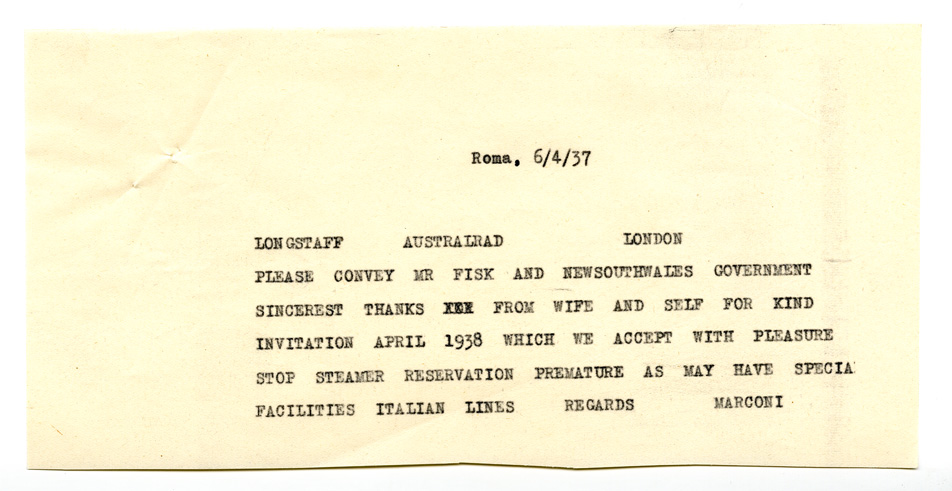 Roma, 6/4/37
LONGSTAFF AUSTRALRAD LONDON
PLEASE CONVEY MR FISK AND NEWSOUTHWALES GOVERNMENT
SINCEREST THANKS XXX FROM WIFE AND SELF FOR KIND
INVITATION APRIL 1938 WHICH WE ACCEPT WITH PLEASURE
STOP STEAMER RESERVATION PREMATURE AS MAY HAVE SPECIA
FACILITIES ITALIAN LINES REGARDS MARCONI